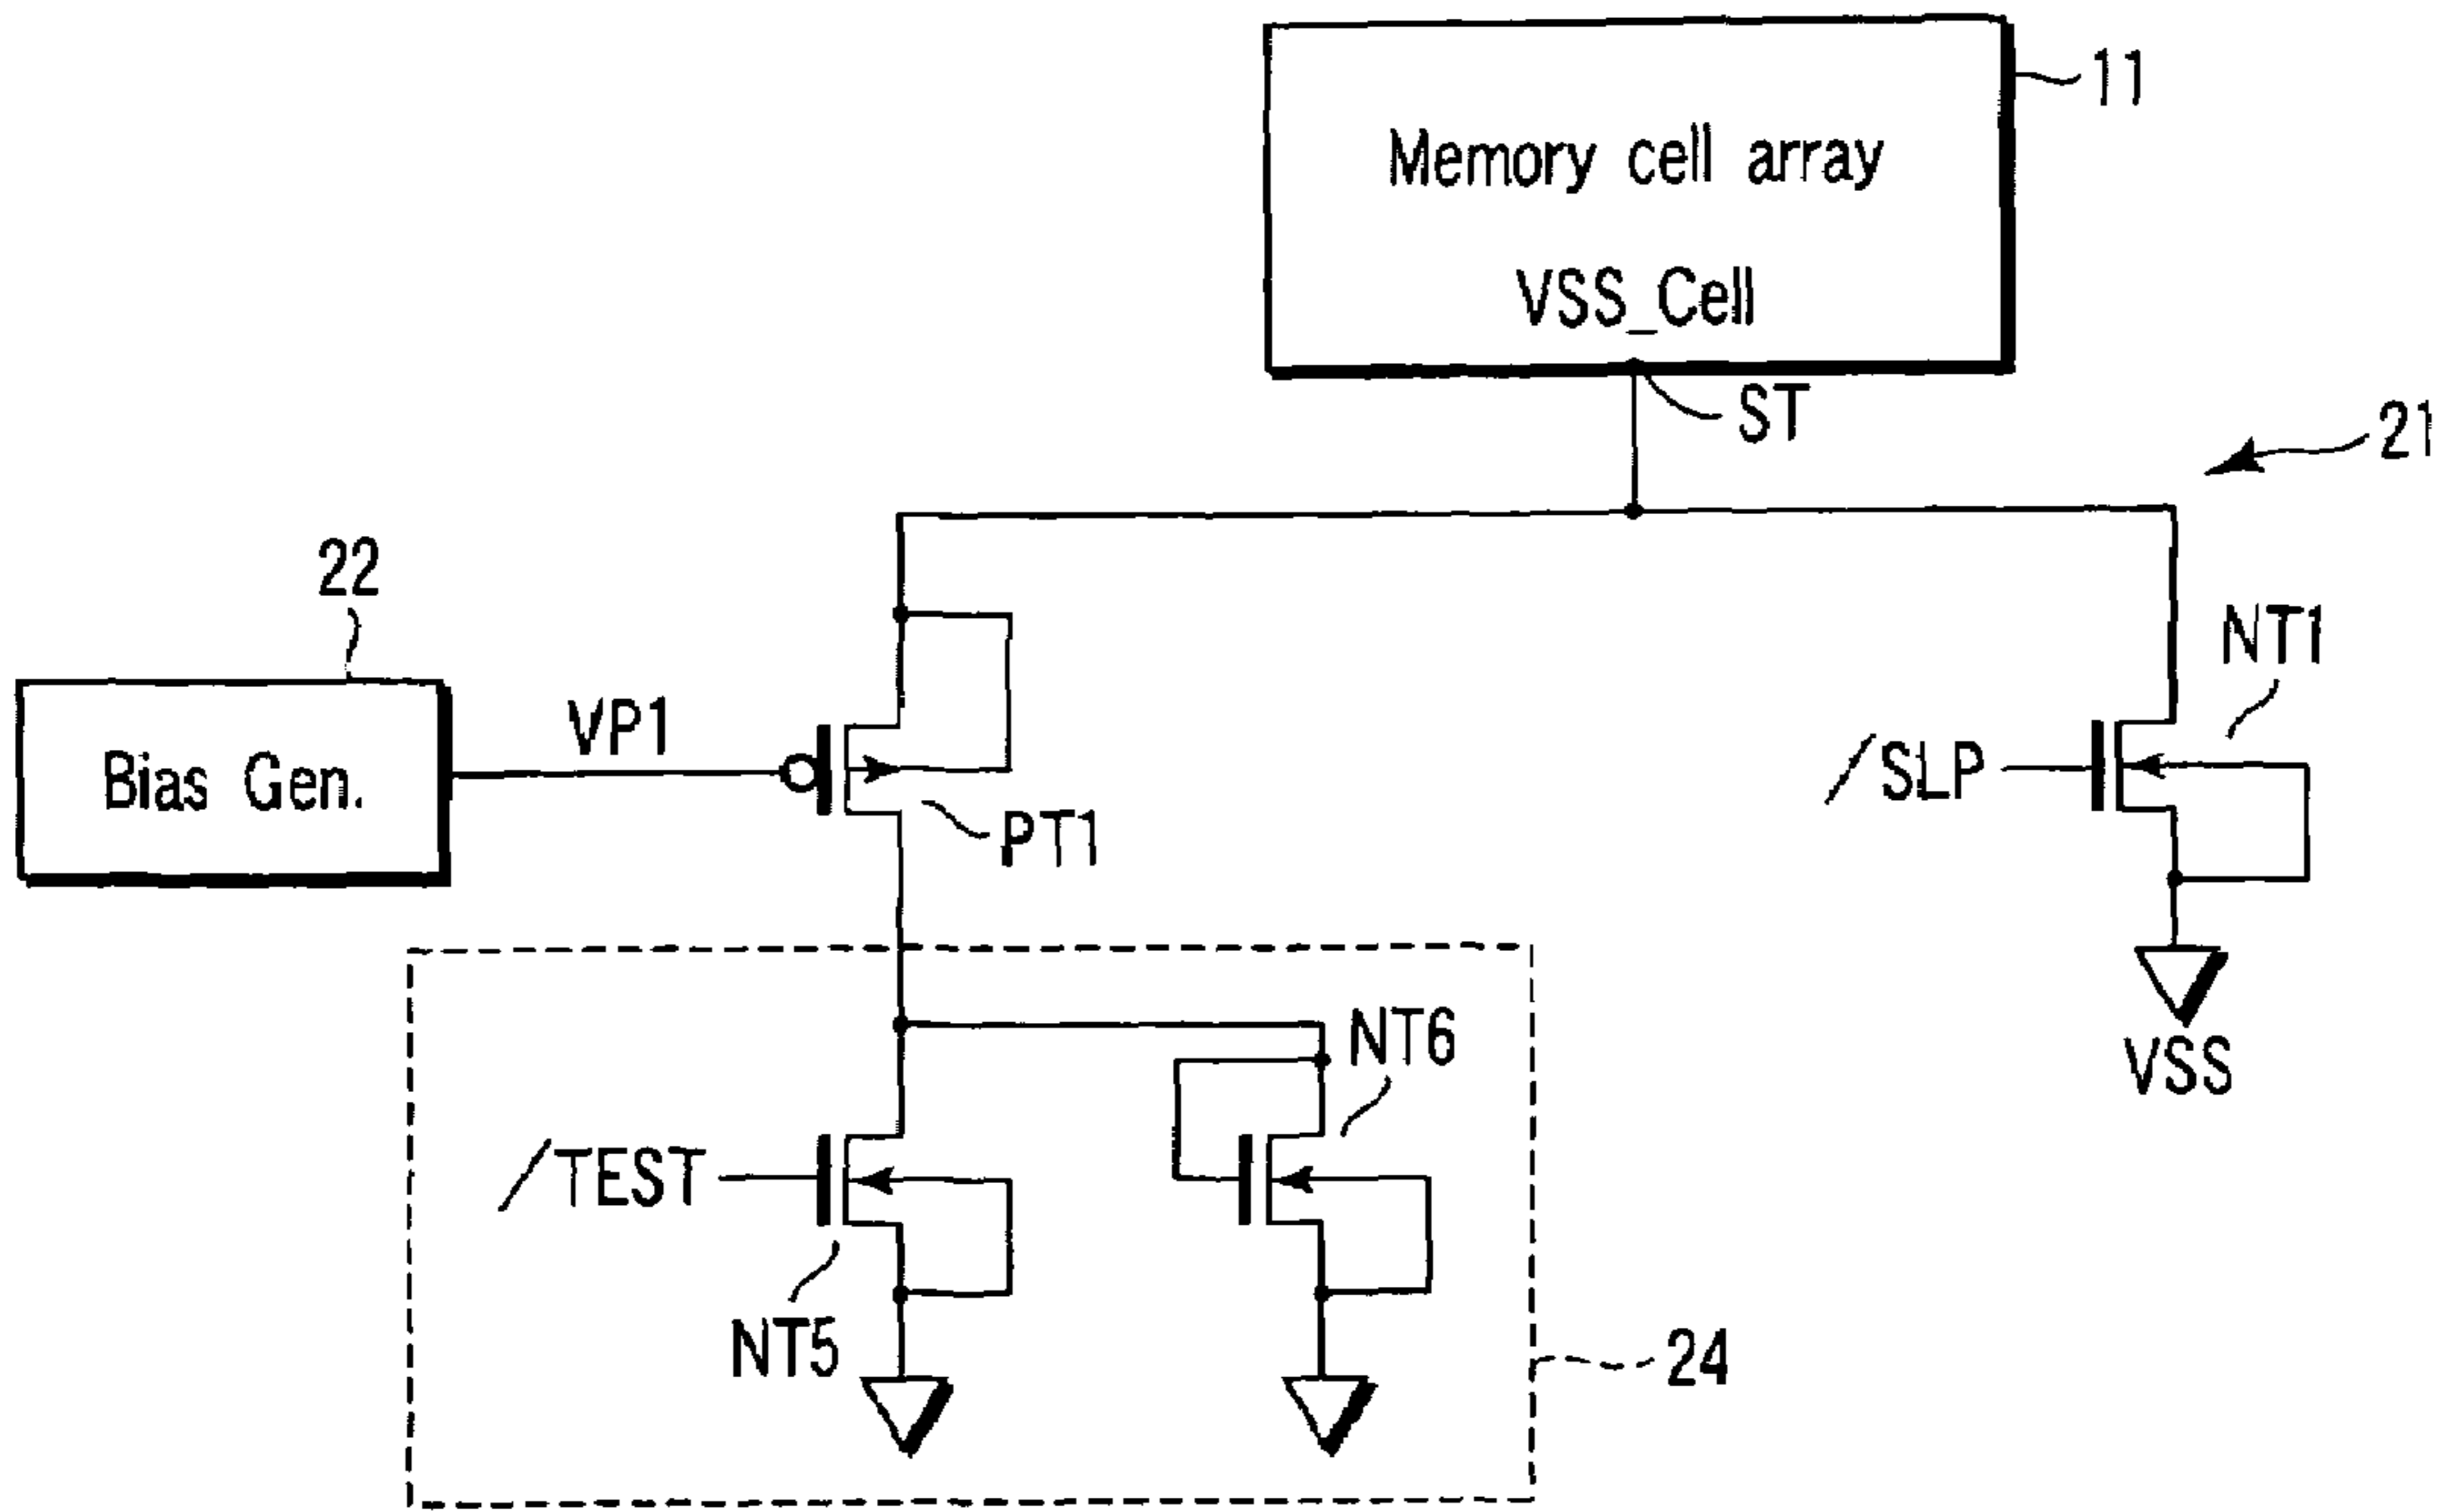 11
Memory cell array
VSS_Cell
ST
21
22
NT1
VP1
Bias Gen.
/SLP
PT1
NT6
VSS
/TEST
NT5
24